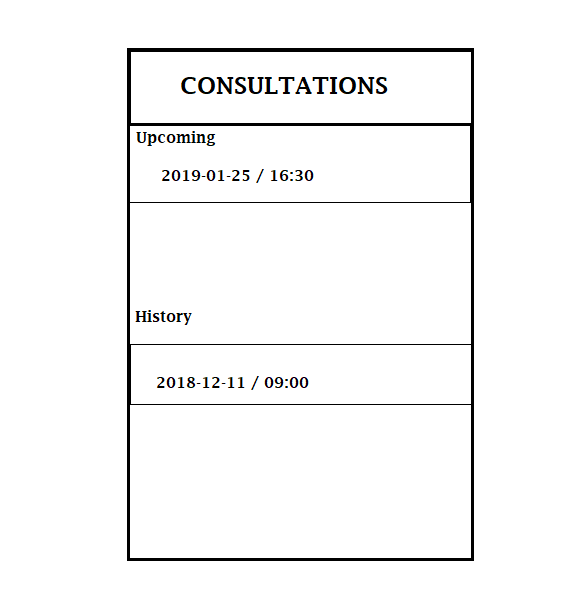 CONSULTATIONS
Upcoming
2019-01-25 / 16:30
History
2018-12-11 / 09:00